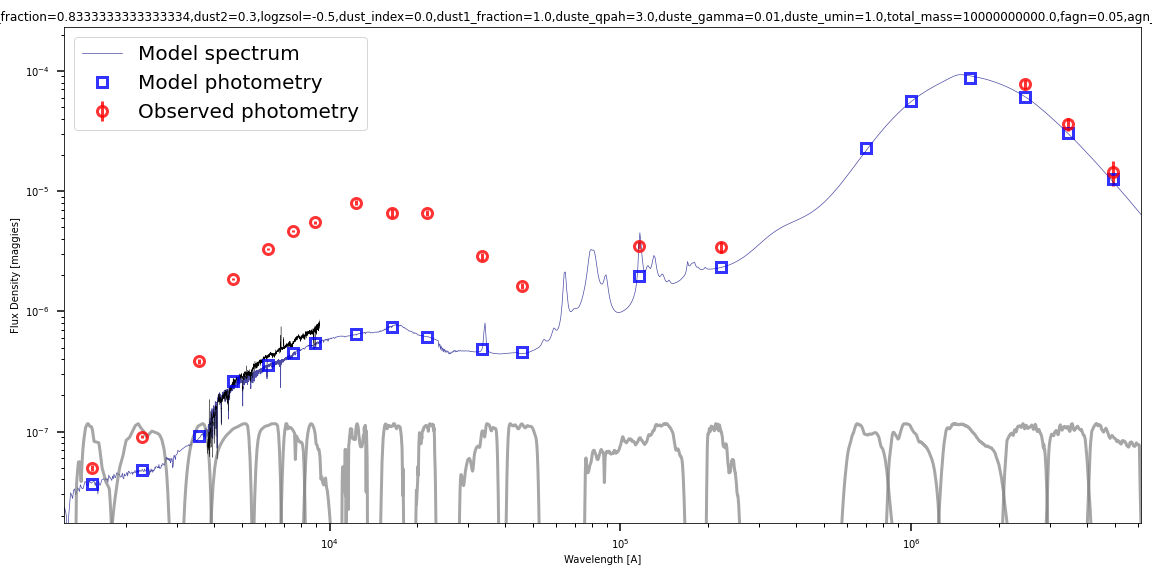 _fraction=0.8333333333333334,dust2=0.3,logzsol=-0.5,dust_index=0.0,dust1_fraction=1.0,duste_qpah=3.0,duste_gamma=0.01,duste_umin=1.0,total_mass=10000000000.0,fagn=0.05,agn_
Model spectrum
Model photometry
Observed photometry
10⁻⁴
10⁻⁵
10⁻⁶
10⁻⁷
Flux Density [maggies]
10⁴
10⁵
10⁶
Wavelength [A]